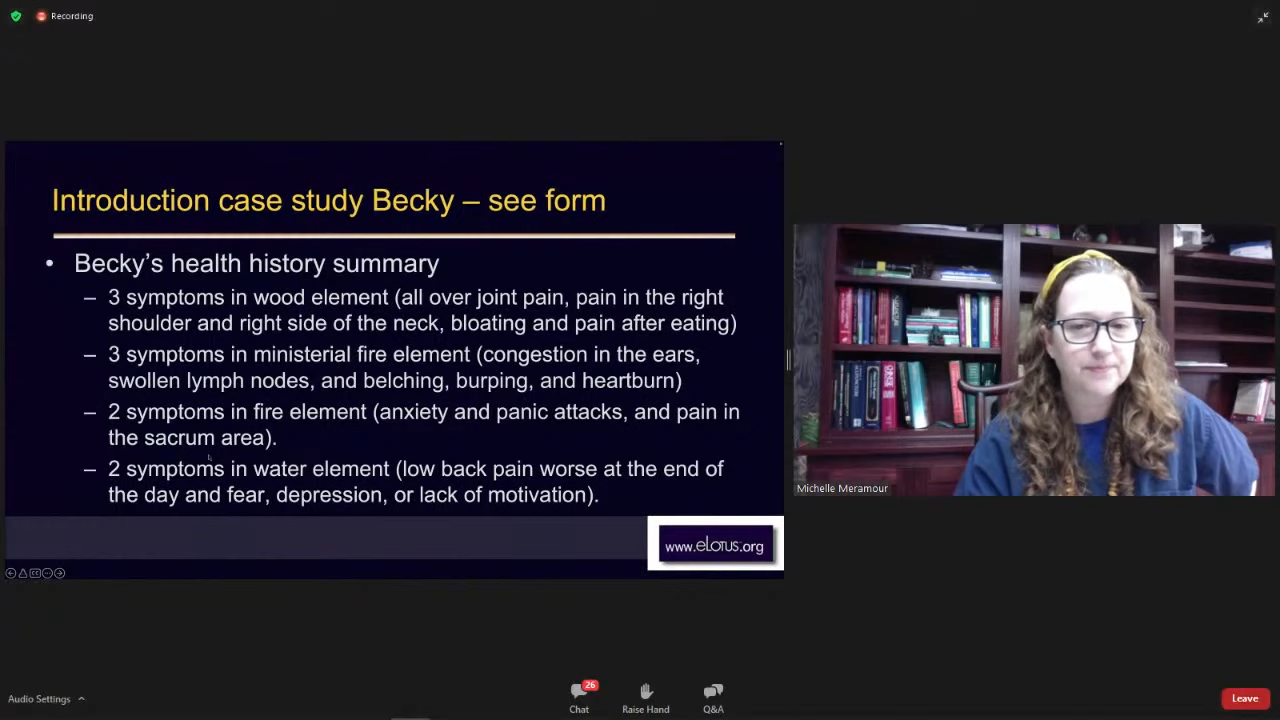 Recording
Introduction case study Becky – see form
• Becky's health history summary
– 3 symptoms in wood element (all over joint pain, pain in the right
shoulder and right side of the neck, bloating and pain after eating)
– 3 symptoms in ministerial fire element (congestion in the ears,
swollen lymph nodes, and belching, burping, and heartburn)
– 2 symptoms in fire element (anxiety and panic attacks, and pain in
the sacrum area).
– 2 symptoms in water element (low back pain worse at the end of
the day and fear, depression, or lack of motivation).
www.eLotus.org
Michelle Meramour
Audio Settings
26
Chat
Raise Hand
Q&A
Leave